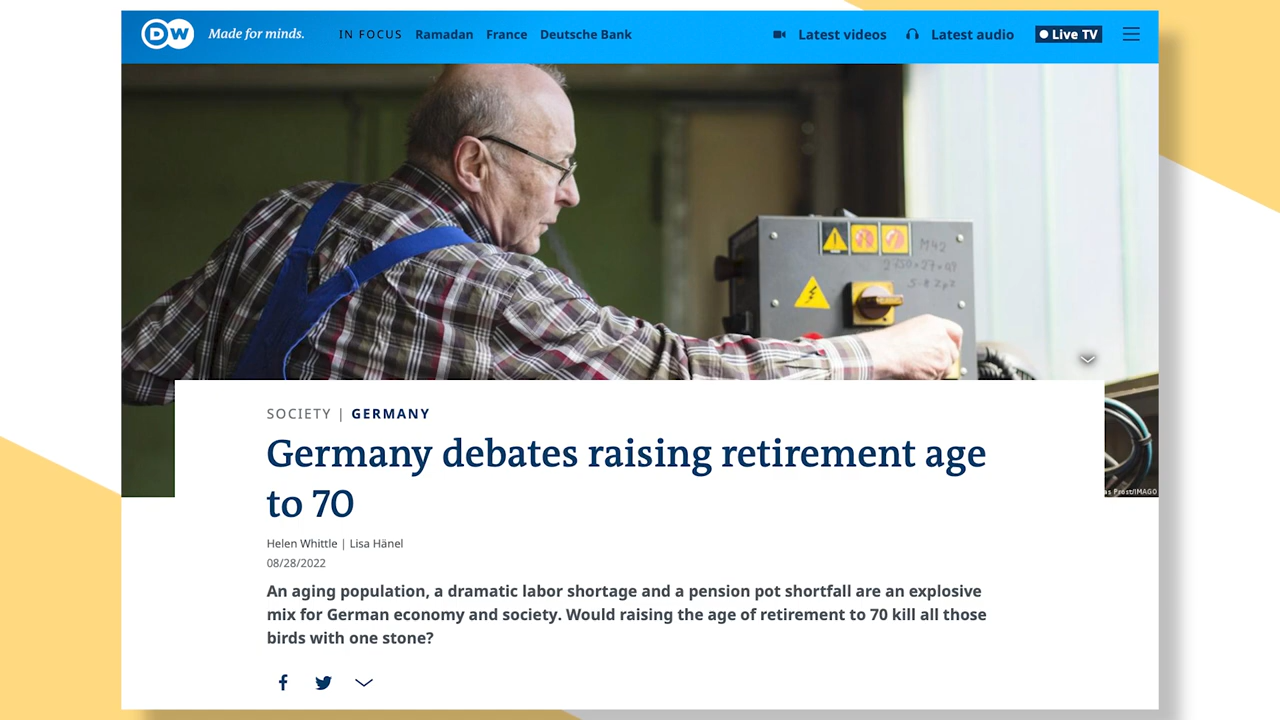 DW Made for minds. IN FOCUS Ramadan France Deutsche Bank Latest videos Latest audio Live TV
M42
SOCIETY | GERMANY
Germany debates raising retirement age
to 70
Prost/IMAGO
Helen Whittle | Lisa Hänel
08/28/2022
An aging population, a dramatic labor shortage and a pension pot shortfall are an explosive
mix for German economy and society. Would raising the age of retirement to 70 kill all those
birds with one stone?